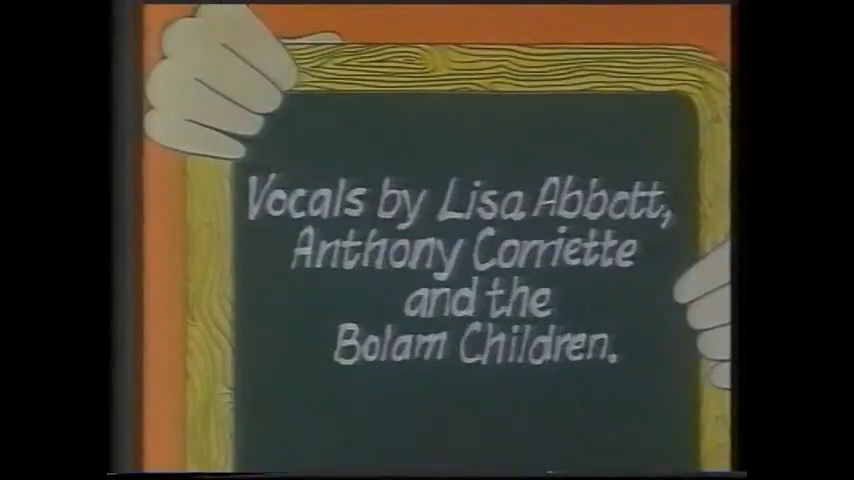 Vocals by Lisa Abbott,
Anthony Corriette
and the
Bolam Children.